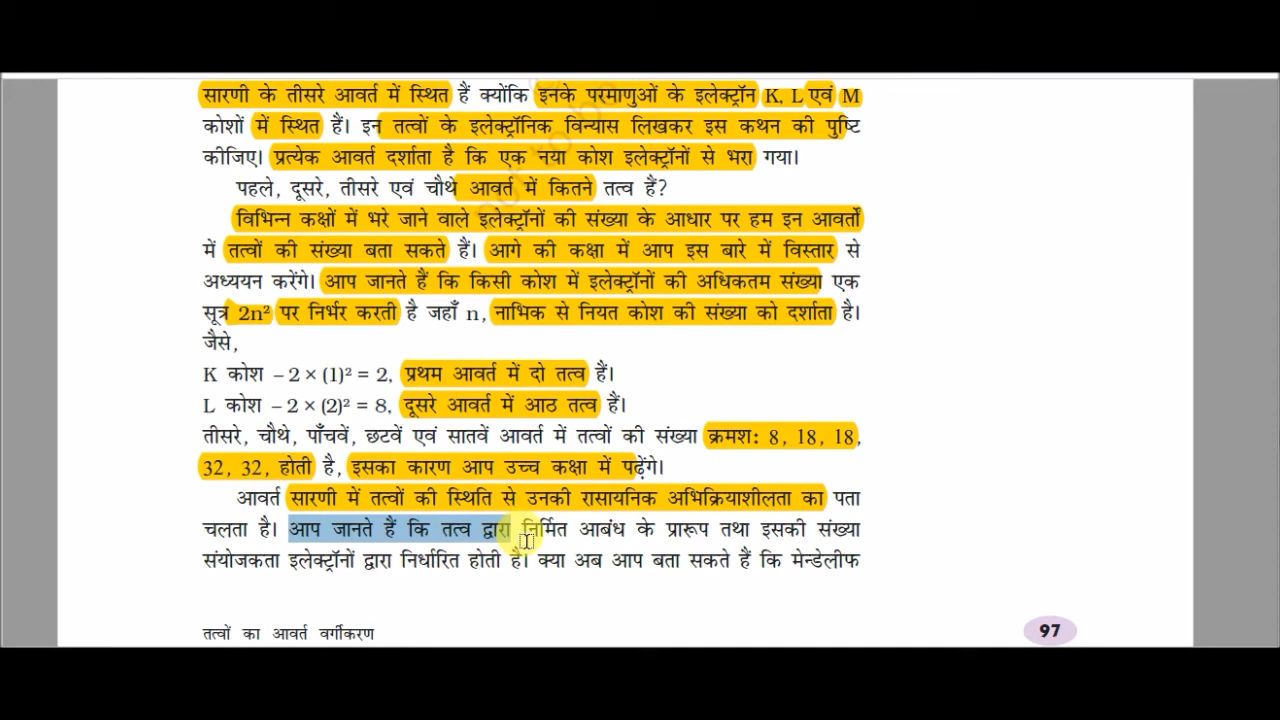 सारणी के तीसरे आवर्त में स्थित हैं क्योंकि इनके परमाणुओं के इलेक्ट्रॉन K, L एवं M
कोशों में स्थित हैं। इन तत्वों के इलेक्ट्रॉनिक विन्यास लिखकर इस कथन की पुष्टि
कीजिए। प्रत्येक आवर्त दर्शाता है कि एक नया कोश इलेक्ट्रॉनों से भरा गया।
पहले, दूसरे, तीसरे एवं चौथे आवर्त में कितने तत्व हैं?
विभिन्न कक्षों में भरे जाने वाले इलेक्ट्रॉनों की संख्या के आधार पर हम इन आवर्तों
में तत्वों की संख्या बता सकते हैं। आगे की कक्षा में आप इस बारे में विस्तार से
अध्ययन करेंगे। आप जानते हैं कि किसी कोश में इलेक्ट्रॉनों की अधिकतम संख्या एक
सूत्र 2n² पर निर्भर करती है जहाँ n, नाभिक से नियत कोश की संख्या को दर्शाता है।
जैसे,
K कोश – 2 × (1)² = 2, प्रथम आवर्त में दो तत्व हैं।
L कोश – 2 × (2)² = 8, दूसरे आवर्त में आठ तत्व हैं।
तीसरे, चौथे, पाँचवें, छटवें एवं सातवें आवर्त में तत्वों की संख्या क्रमश: 8, 18, 18,
32, 32, होती है, इसका कारण आप उच्च कक्षा में पढ़ेंगे।
आवर्त सारणी में तत्वों की स्थिति से उनकी रासायनिक अभिक्रियाशीलता का पता
चलता है। आप जानते हैं कि तत्व द्वारा निर्मित आबंध के प्रारूप तथा इसकी संख्या
संयोजकता इलेक्ट्रॉनों द्वारा निर्धारित होती है। क्या अब आप बता सकते हैं कि मेन्डेलीफ
तत्वों का आवर्त वर्गीकरण
97